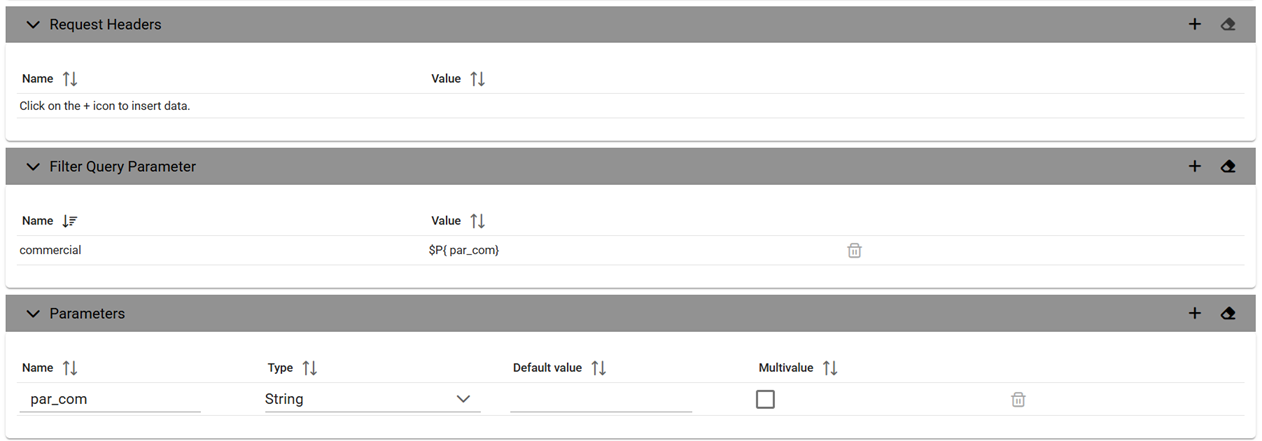 Request Headers
Name Value
Click on the + icon to insert data.
Filter Query Parameter
Name Value
commercial $P{ par_com}
Parameters
Name Type Default value Multivalue
par_com String